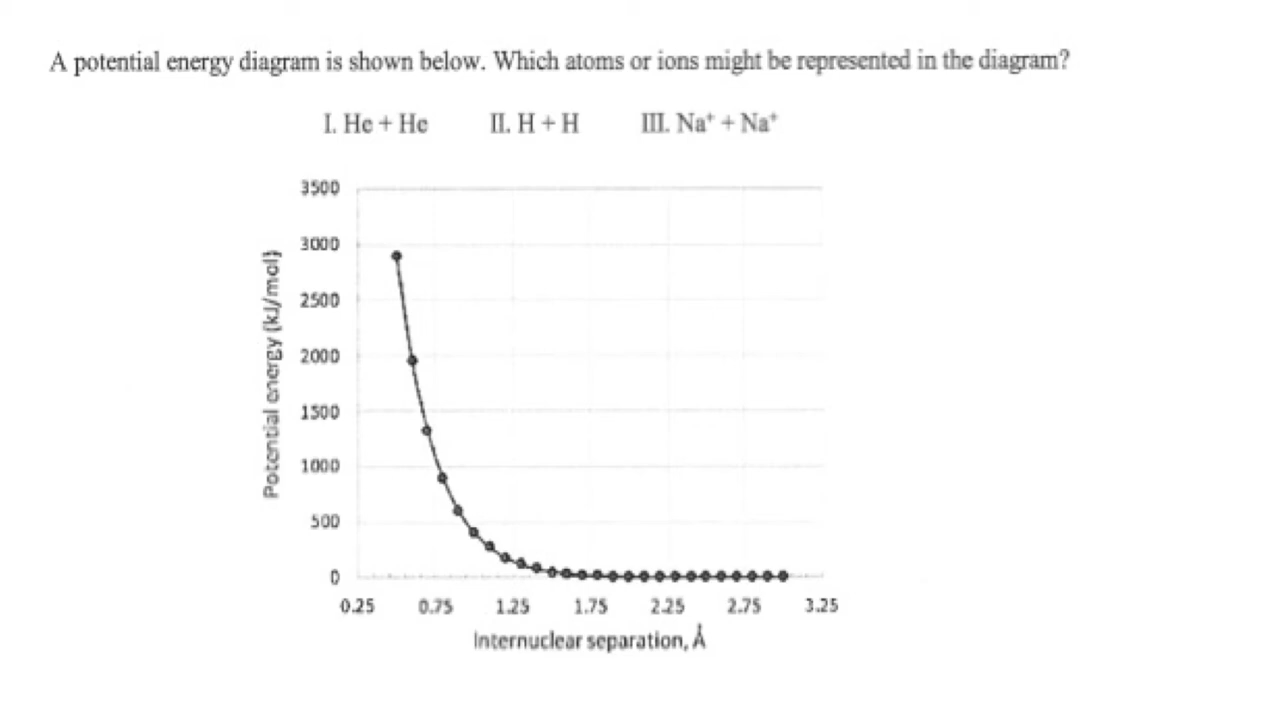 A potential energy diagram is shown below. Which atoms or ions might be represented in the diagram?
I. He + He II. H + H III. Na⁺ + Na⁺
3500
3000
2500
2000
1500
1000
500
0
Potential energy (kJ/mol)
0.25 0.75 1.25 1.75 2.25 2.75 3.25
Internuclear separation, Å